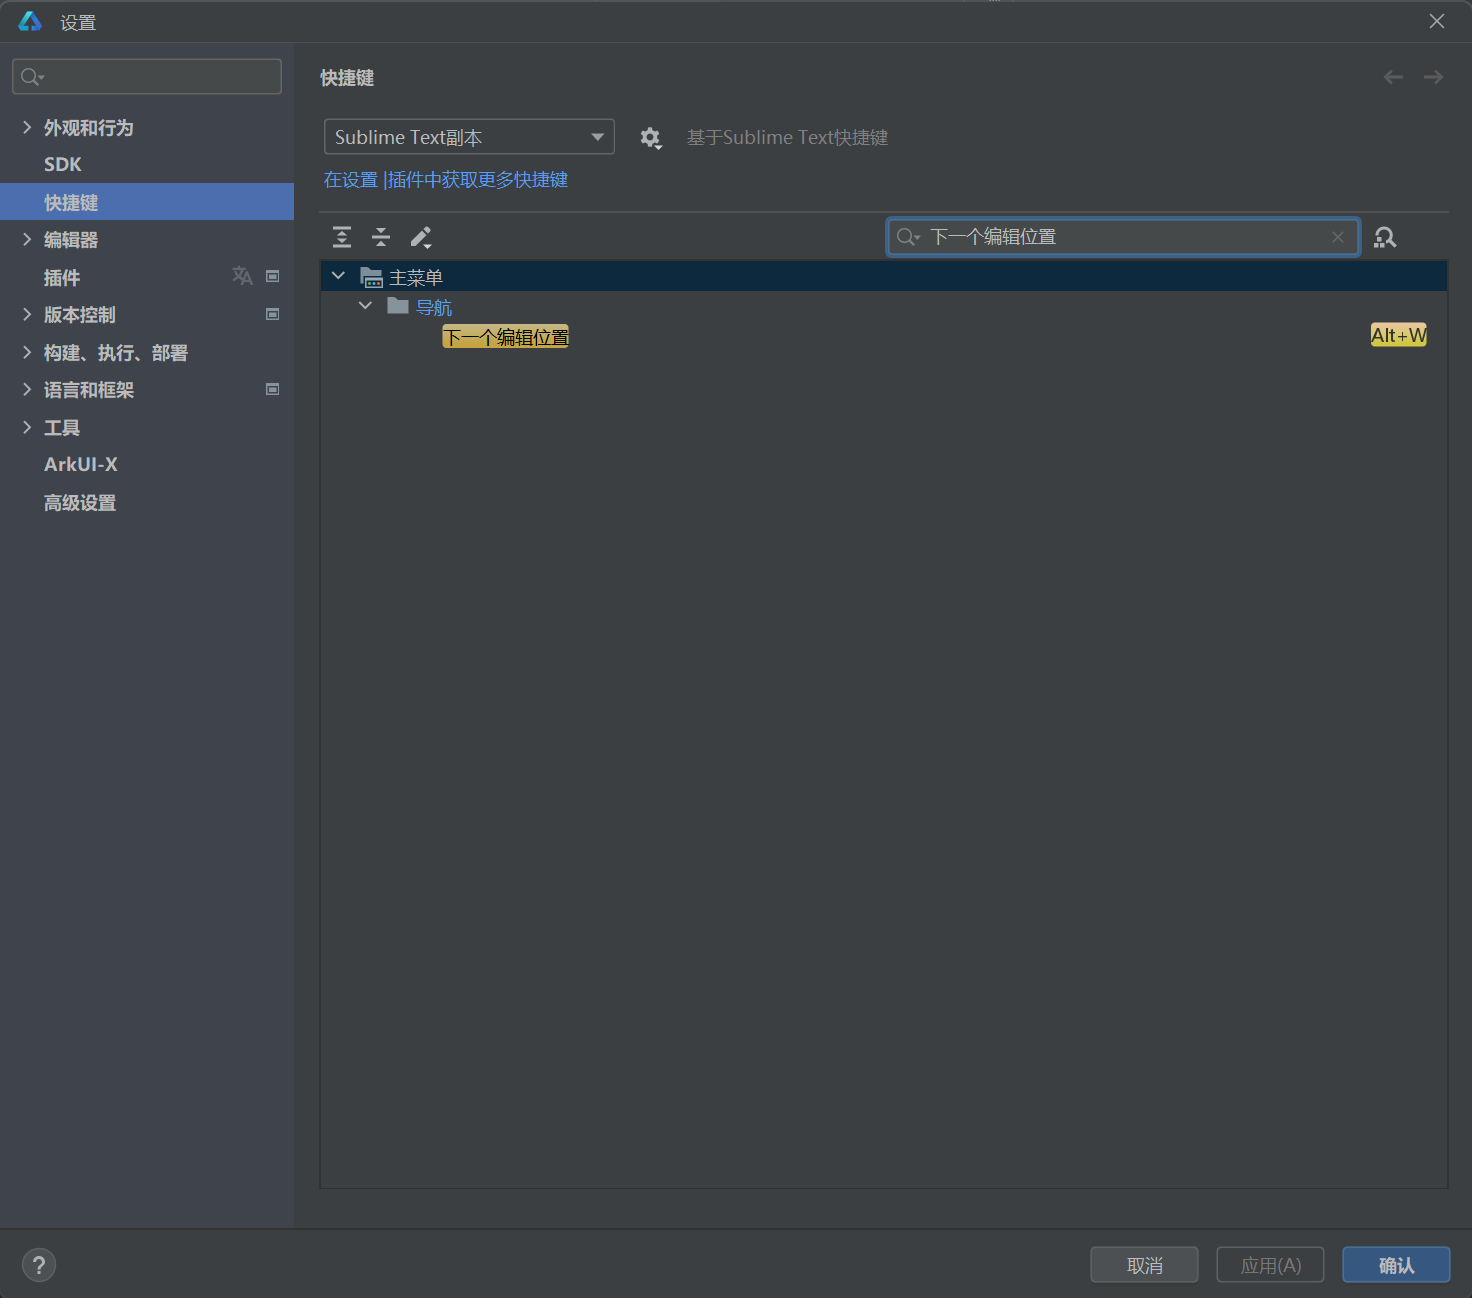 设置
快捷键
外观和行为
SDK
快捷键
编辑器
插件
版本控制
构建、执行、部署
语言和框架
工具
ArkUI-X
高级设置
Sublime Text副本
基于Sublime Text快捷键
在设置 |插件中获取更多快捷键
下一个编辑位置
主菜单
导航
下一个编辑位置 Alt+W
?
取消 应用(A) 确认